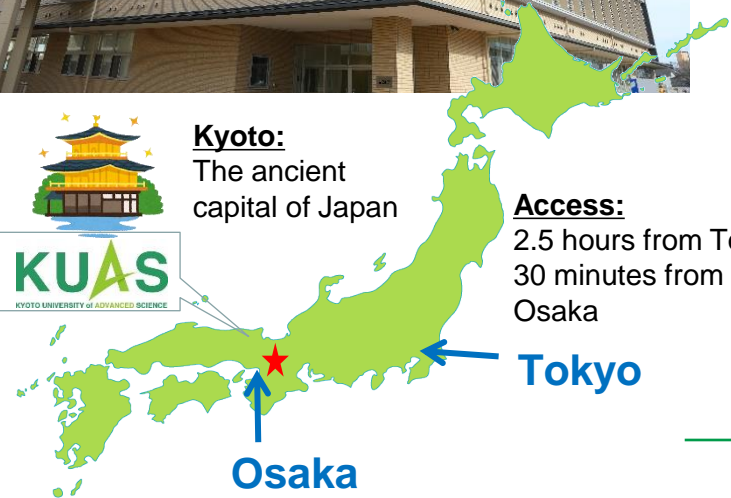 Kyoto:
The ancient
capital of Japan
KUAS
KYOTO UNIVERSITY of ADVANCED SCIENCE
Access:
2.5 hours from
30 minutes from
Osaka
Tokyo
Osaka